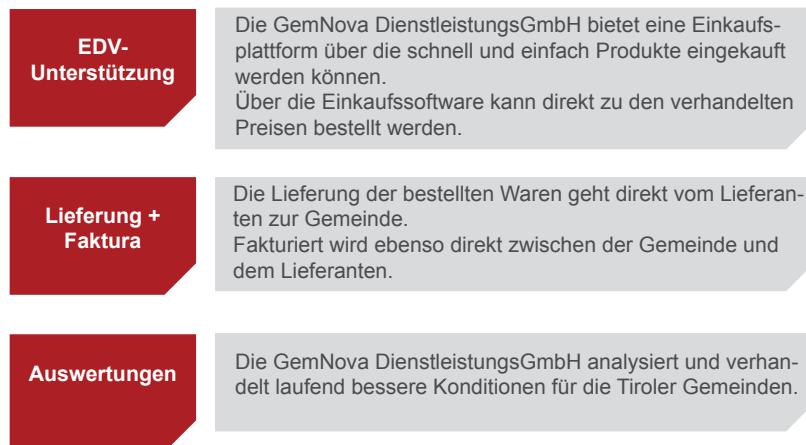 EDV-
Unterstützung
Die GemNova DienstleistungsGmbH bietet eine Einkaufs-
plattform über die schnell und einfach Produkte eingekauft
werden können.
Über die Einkaufssoftware kann direkt zu den verhandelten
Preisen bestellt werden.
Lieferung +
Faktura
Die Lieferung der bestellten Waren geht direkt vom Lieferan-
ten zur Gemeinde.
Fakturiert wird ebenso direkt zwischen der Gemeinde und
dem Lieferanten.
Auswertungen
Die GemNova DienstleistungsGmbH analysiert und verhan-
delt laufend bessere Konditionen für die Tiroler Gemeinden.